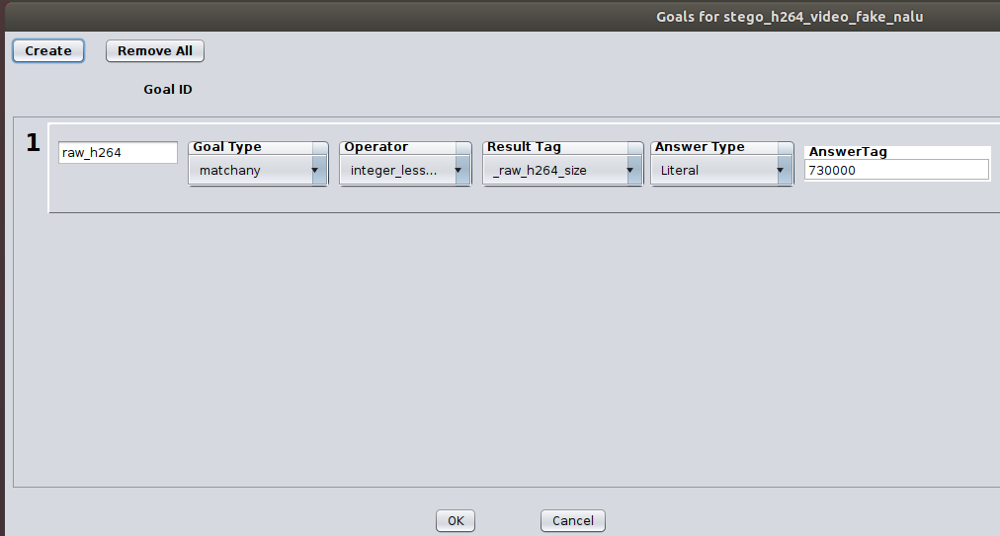 Goals for stego_h264_video_fake_nalu
Create Remove All
Goal ID
1
raw_h264
Goal Type
matchany
Operator
integer_less...
Result Tag
_raw_h264_size
Answer Type
Literal
AnswerTag
730000
OK Cancel